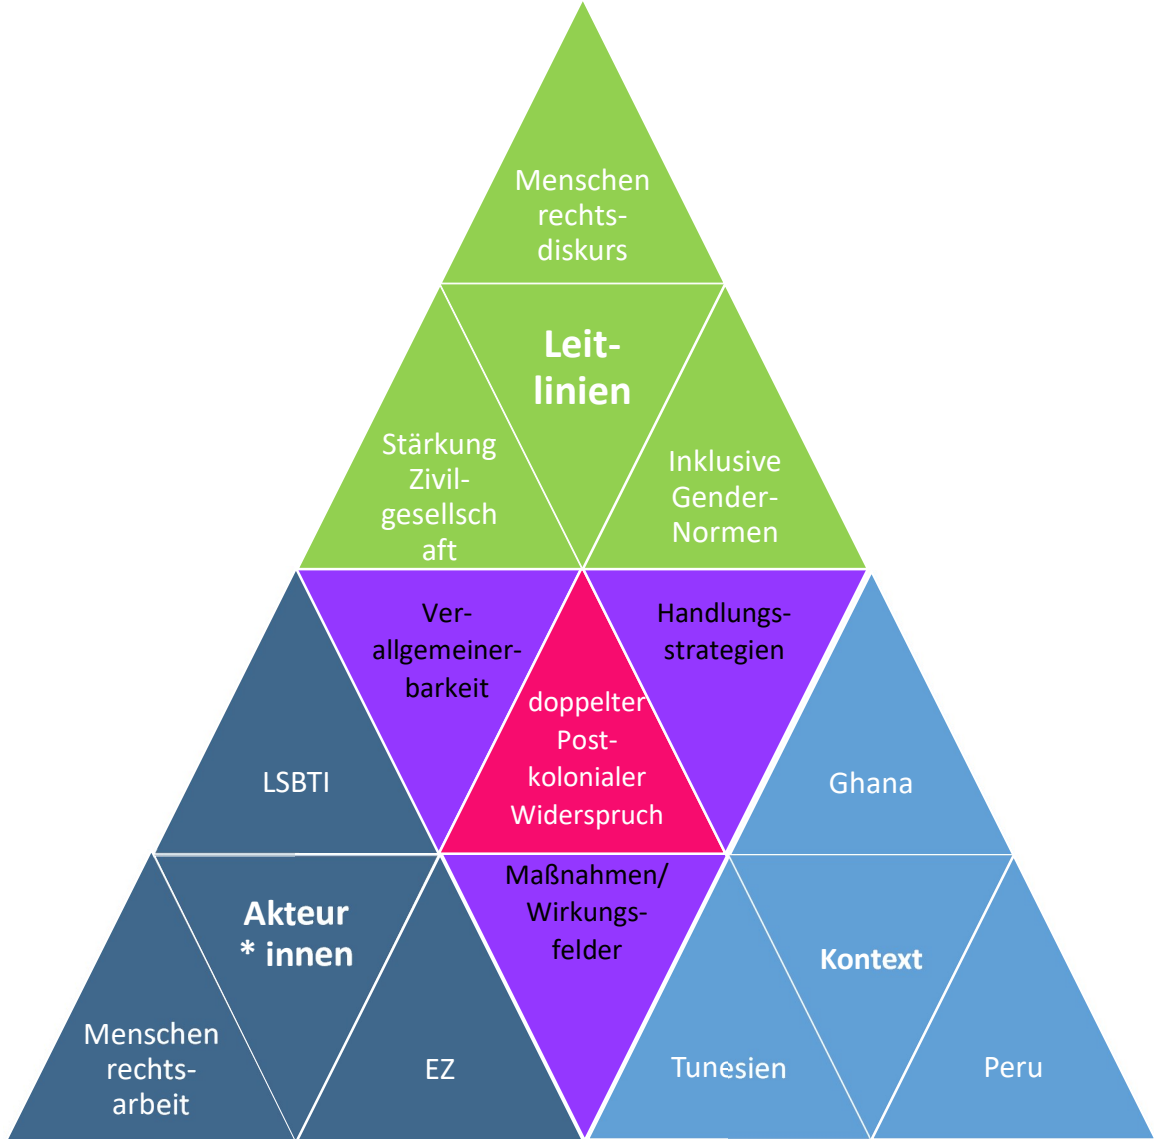 Menschen
rechts-
diskurs
Leit-
linien
Stärkung
Zivil-
gesellsch
aft
Inklusive
Gender-
Normen
Ver-
allgemeiner-
barkeit
Handlungs-
strategien
doppelter
Post-
kolonialer
Widerspruch
LSBTI
Ghana
Maßnahmen/
Wirkungs-
felder
Akteur
* innen
Kontext
Menschen
rechts-
arbeit
EZ
Tunesien
Peru